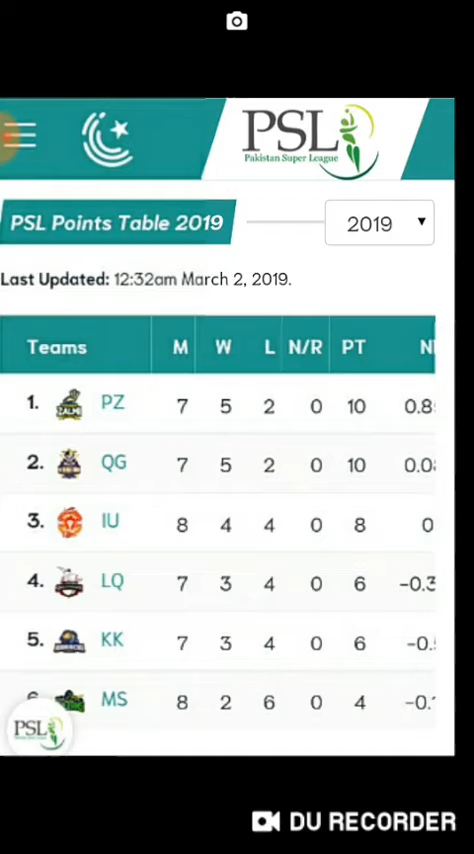 PSL
Pakistan Super League
PSL Points Table 2019
2019
Last Updated: 12:32am March 2, 2019.
Teams M W L N/R PT
1. PZ 7 5 2 0 10
2. QG 7 5 2 0 10
3. IU 8 4 4 0 8 0
4. LQ 7 3 4 0 6 -0.3
5. KK 7 3 4 0 6
MS 8 2 6 0 4
PSL
DU RECORDER